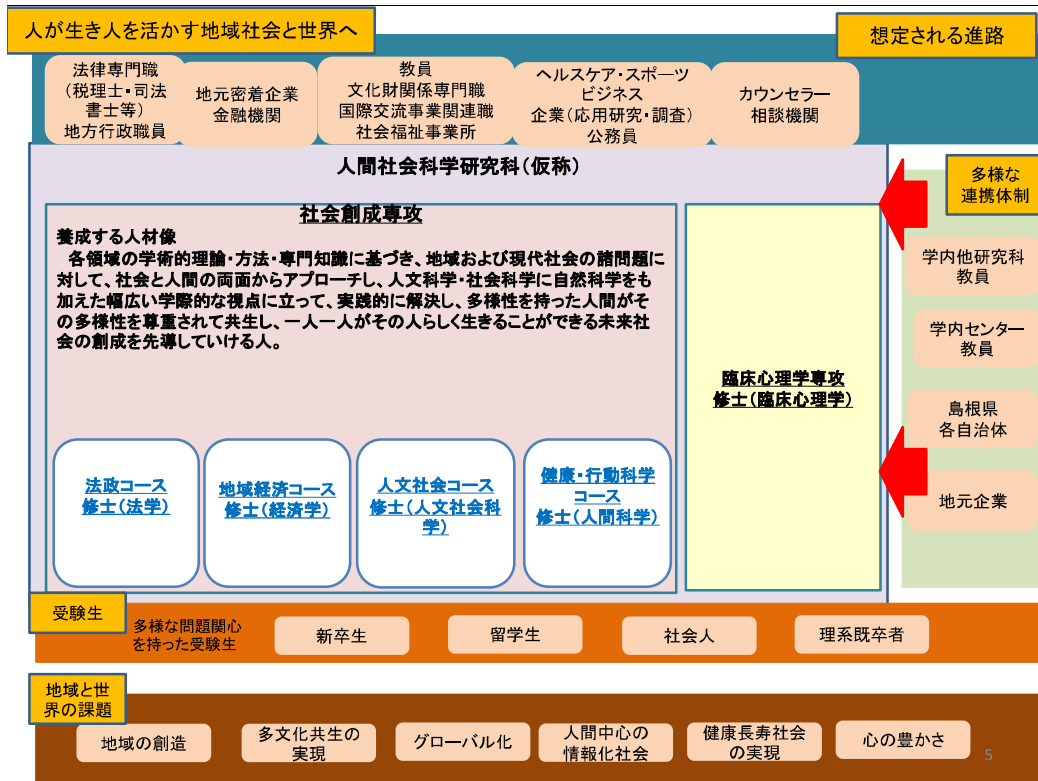 人が生き人を活かす地域社会と世界へ
想定される進路
法律専門職
(税理士・司法
書士等)
地方行政職員
地元密着企業
金融機関
教員
文化財関係専門職
国際交流事業関連職
社会福祉事業所
ヘルスケア・スポーツ
ビジネス
企業(応用研究・調査)
公務員
カウンセラー
相談機関
人間社会科学研究科(仮称)
社会創成専攻
養成する人材像
各領域の学術的理論・方法・専門知識に基づき、地域および現代社会の諸問題に
対して、社会と人間の両面からアプローチし、人文科学・社会科学に自然科学をも
加えた幅広い学際的な視点に立って、実践的に解決し、多様性を持った人間がそ
の多様性を尊重されて共生し、一人一人がその人らしく生きることができる未来社
会の創成を先導していける人。
法政コース
修士(法学)
地域経済コース
修士(経済学)
人文社会コース
修士(人文社会科
学)
健康・行動科学
コース
修士(人間科学)
臨床心理学専攻
修士(臨床心理学)
多様な
連携体制
学内他研究科
教員
学内センター
教員
島根県
各自治体
地元企業
受験生
多様な問題関心
を持った受験生
新卒生
留学生
社会人
理系既卒者
地域と世
界の課題
地域の創造
多文化共生の
実現
グローバル化
人間中心の
情報化社会
健康長寿社会
の実現
心の豊かさ
5